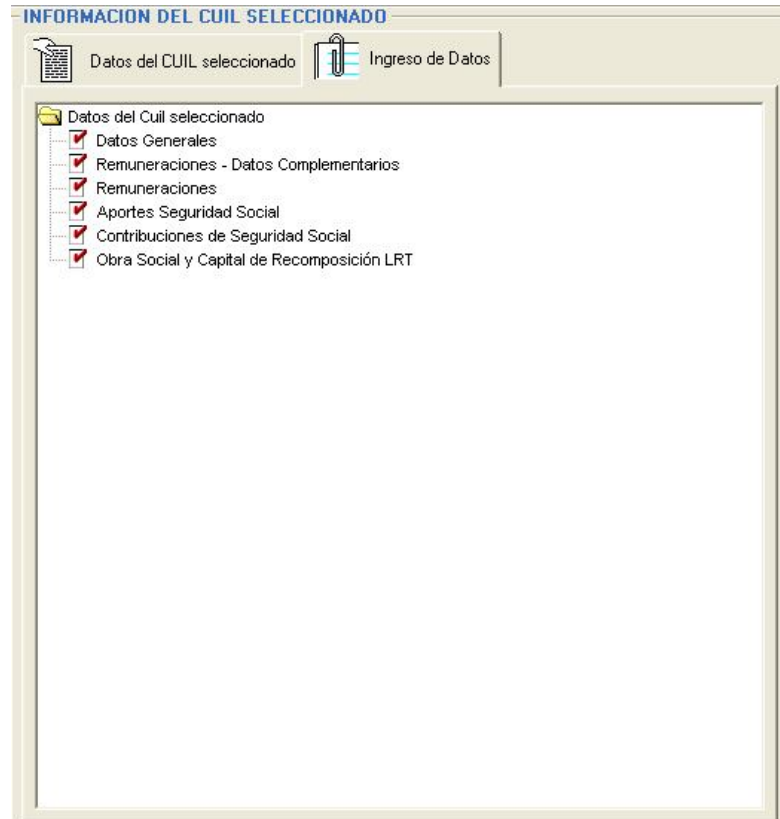 INFORMACION DEL CUIL SELECCIONADO
Datos del CUIL seleccionado
Ingreso de Datos
Datos del Cuil seleccionado
Datos Generales
Remuneraciones - Datos Complementarios
Remuneraciones
Aportes Seguridad Social
Contribuciones de Seguridad Social
Obra Social y Capital de Recomposición LRT